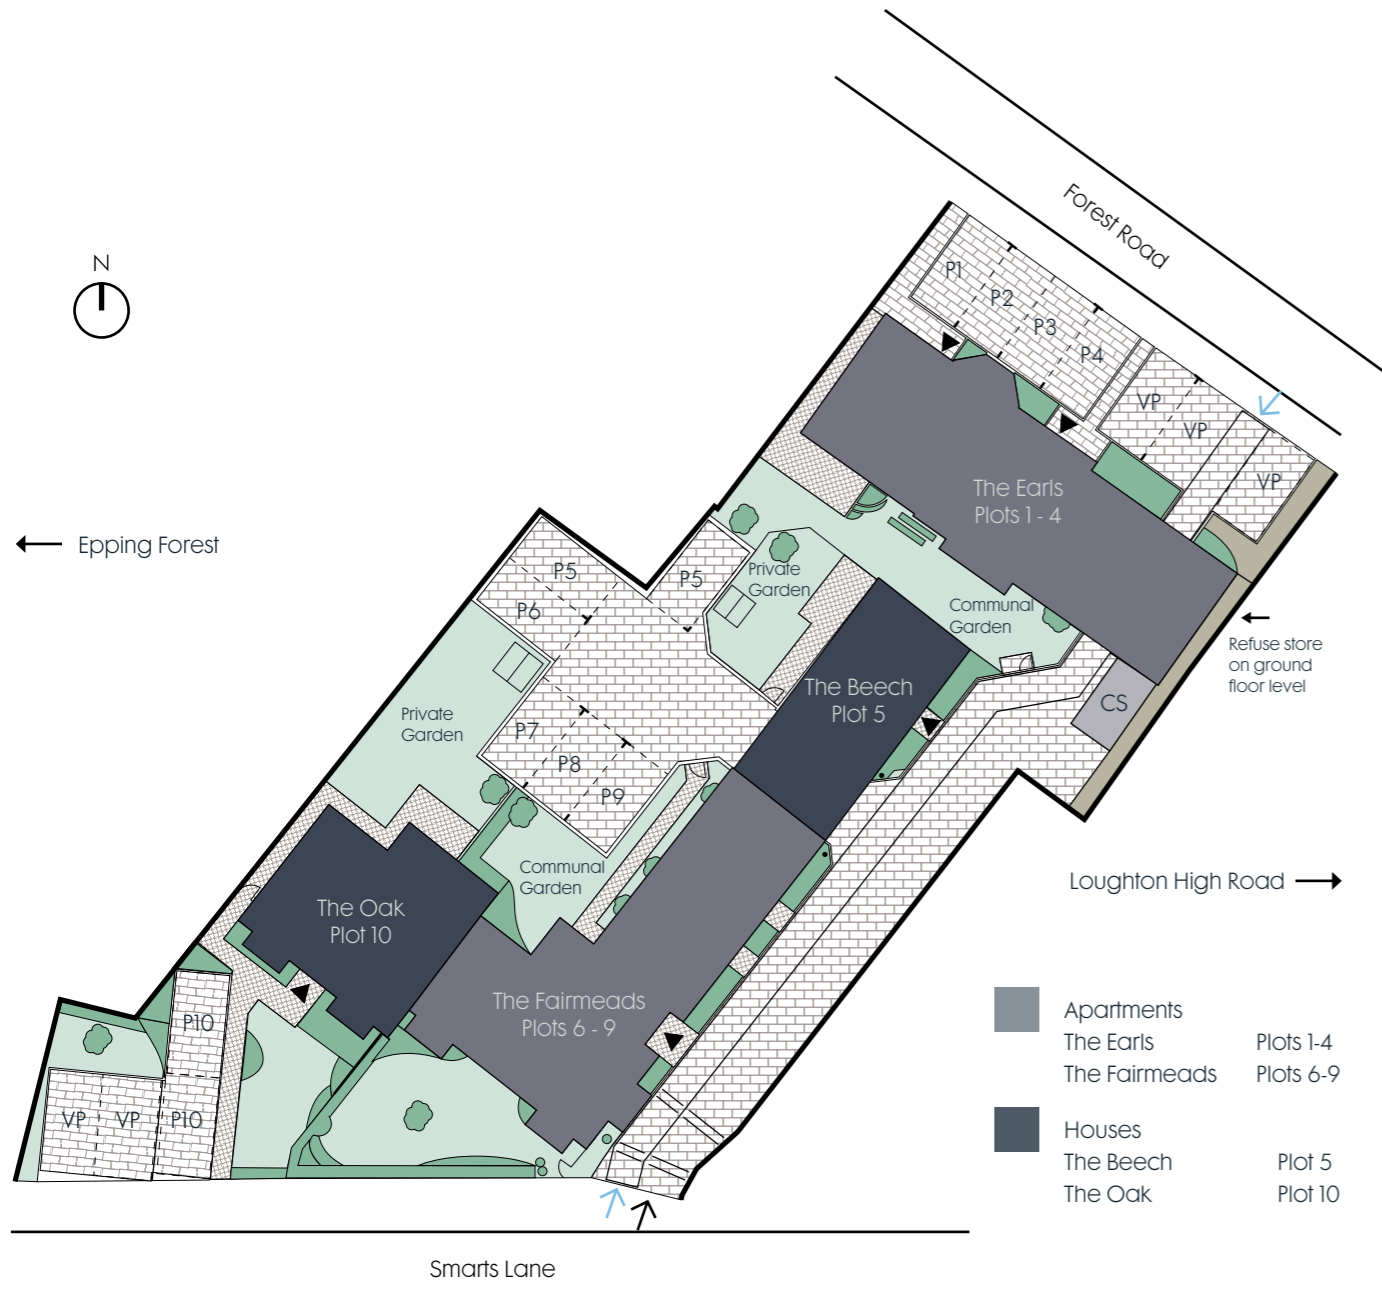 Forest Road
N
P1
P2
P3
P4
VP
VP
VP
The Earls
Plots 1 - 4
Epping Forest
P5
P5
P6
Private
Garden
Communal
Garden
Refuse store
on ground
floor level
The Beech
Plot 5
CS
Private
Garden
P7
P8
P9
Communal
Garden
Loughton High Road
The Oak
Plot 10
The Fairmeads
Plots 6 - 9
P10
VP
VP
P10
Apartments
The Earls Plots 1-4
The Fairmeads Plots 6-9
Houses
The Beech Plot 5
The Oak Plot 10
Smarts Lane